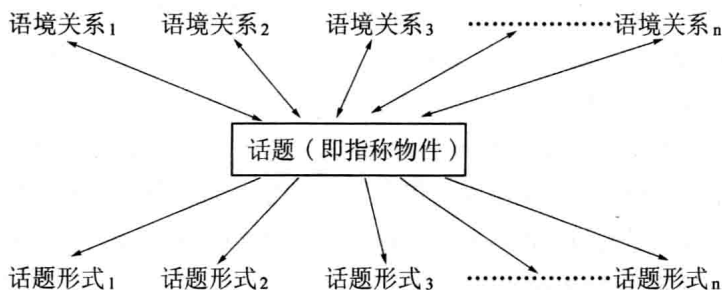 语境关系₁ 语境关系₂ 语境关系₃ ……………语境关系ₙ
话题（即指称物件）
话题形式₁ 话题形式₂ 话题形式₃ ……………话题形式ₙ